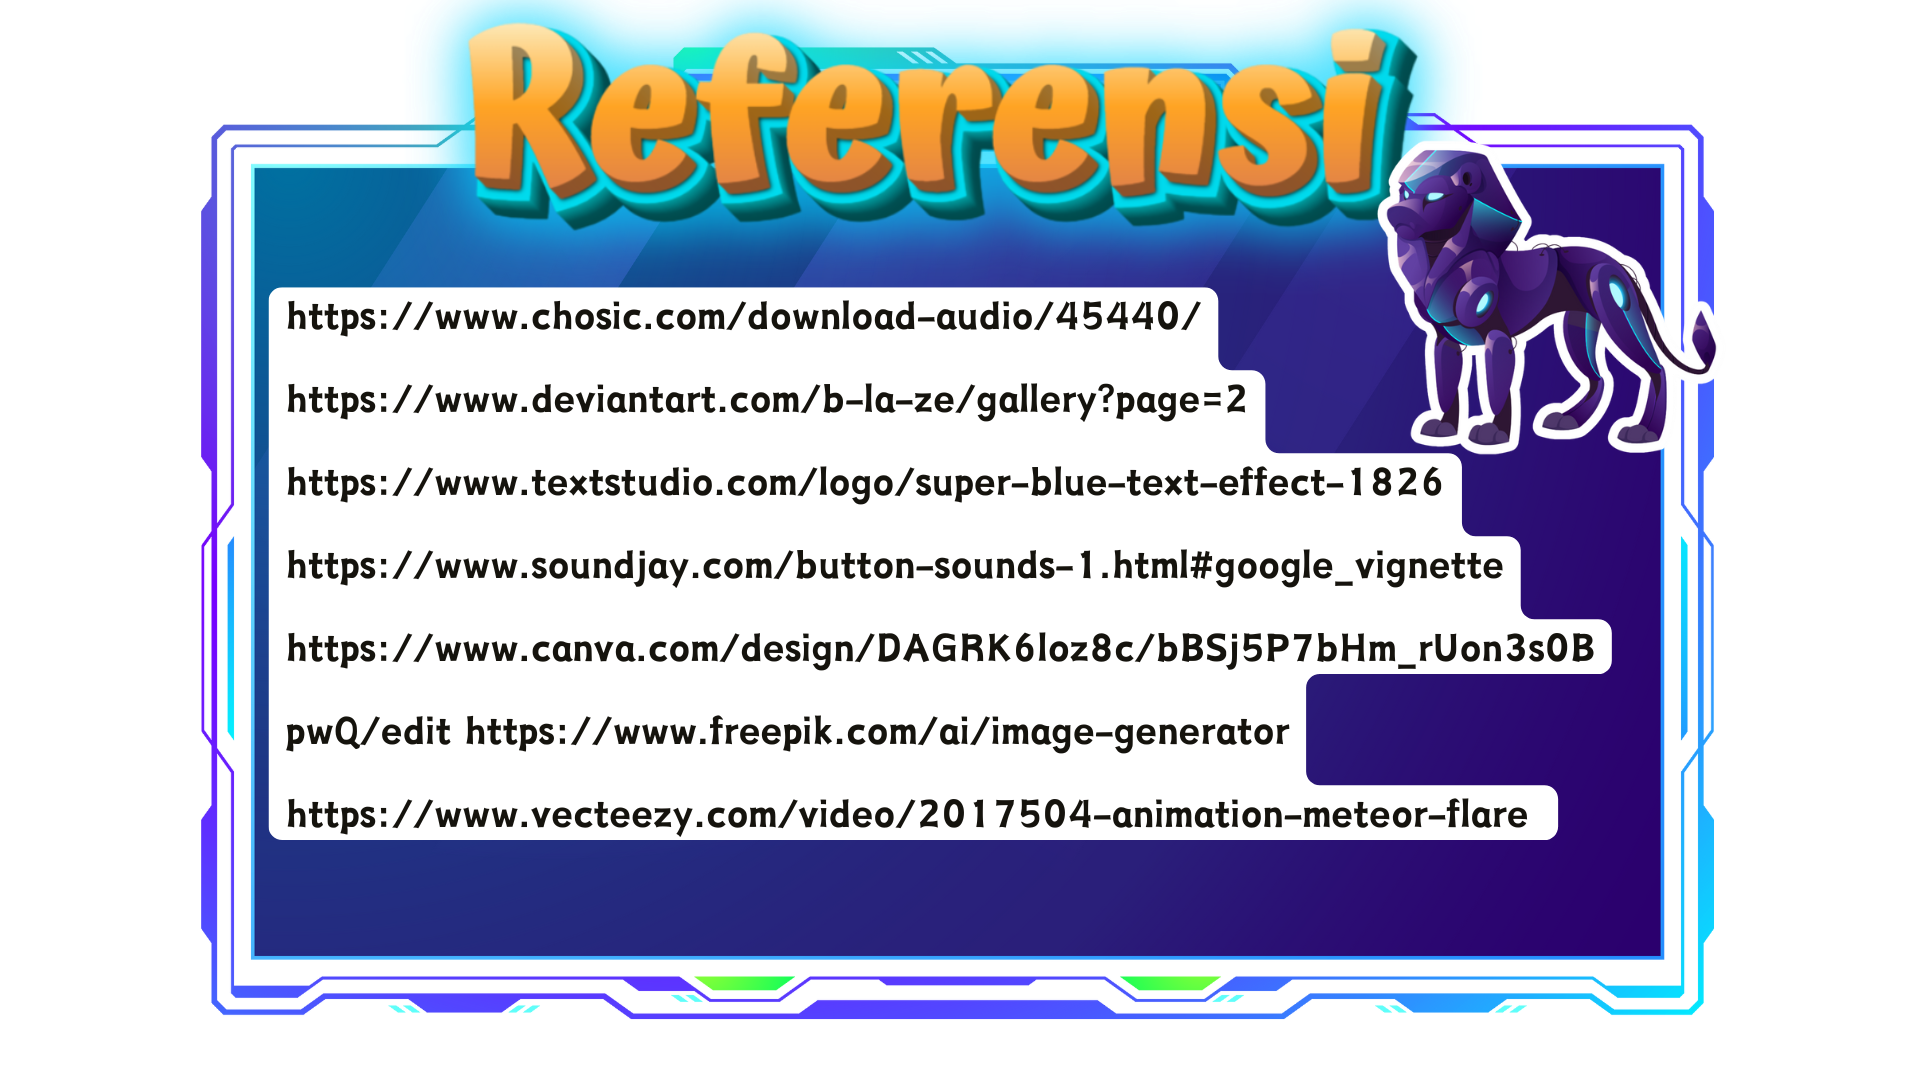 Referensi
https://www.chosic.com/download-audio/45440/
https://www.deviantart.com/b-la-ze/gallery?page=2
https://www.textstudio.com/logo/super-blue-text-effect-1826
https://www.soundjay.com/button-sounds-1.html#google_vignette
https://www.canva.com/design/DAGRK6loz8c/bBSj5P7bHm_rUon3s0B
pwQ/edit https://www.freepik.com/ai/image-generator
https://www.vecteezy.com/video/2017504-animation-meteor-flare